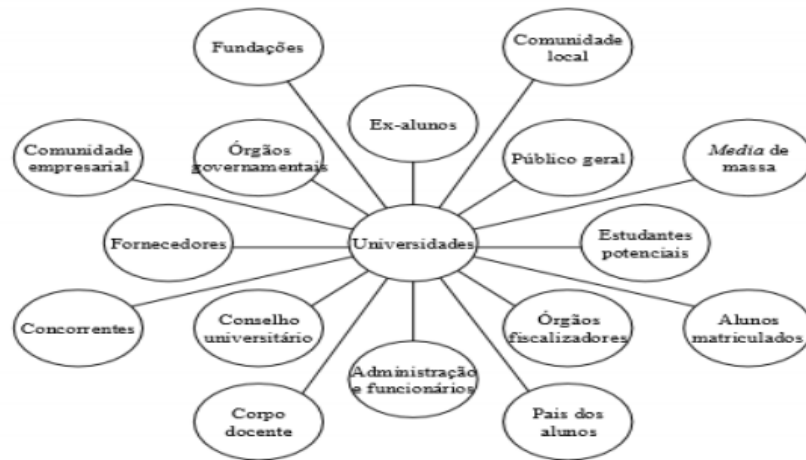 Fundações
Comunidade
local
Ex-alunos
Comunidade
empresarial
Órgãos
governamentais
Público geral
Media de
massa
Fornecedores
Universidades
Estudantes
potenciais
Concorrentes
Conselho
universitário
Órgãos
fiscalizadores
Alunos
matriculados
Administração
e funcionários
Corpo
docente
Pais dos
alunos